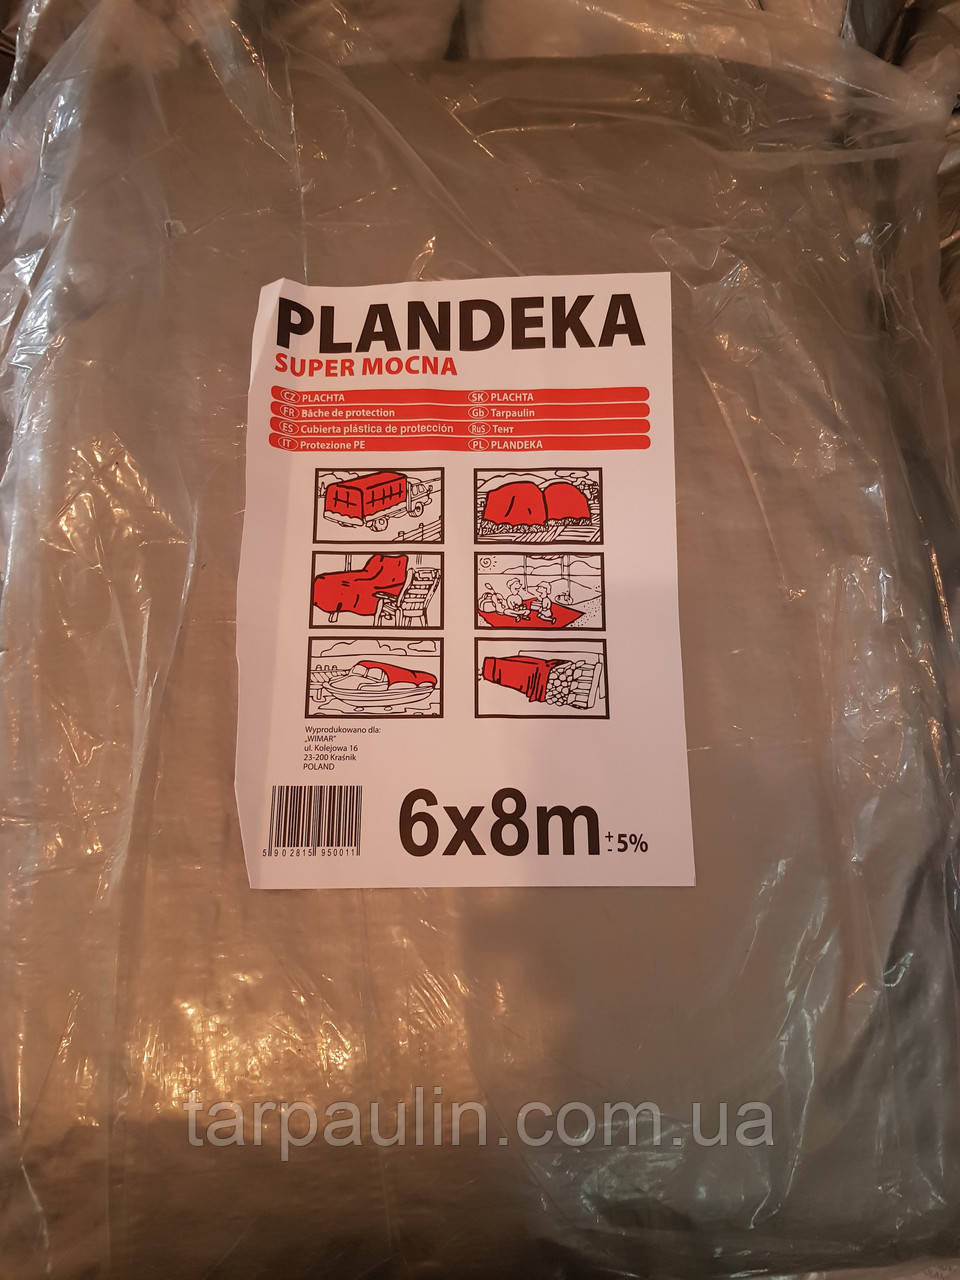 PLANDEKA
SUPER MOCNA
CZ PLACHTA
SK PLACHTA
FR Bâche de protection
Gb Tarpaulin
ES Cubierta plástica de protección
RuS Тент
IT Protezione PE
PL PLANDEKA
Wyprodukowano dla:
„WIMAR"
ul. Kolejowa 16
23-200 Kraśnik
POLAND
5 902815 950011
6x8m +- 5%
tarpaulin.com.ua